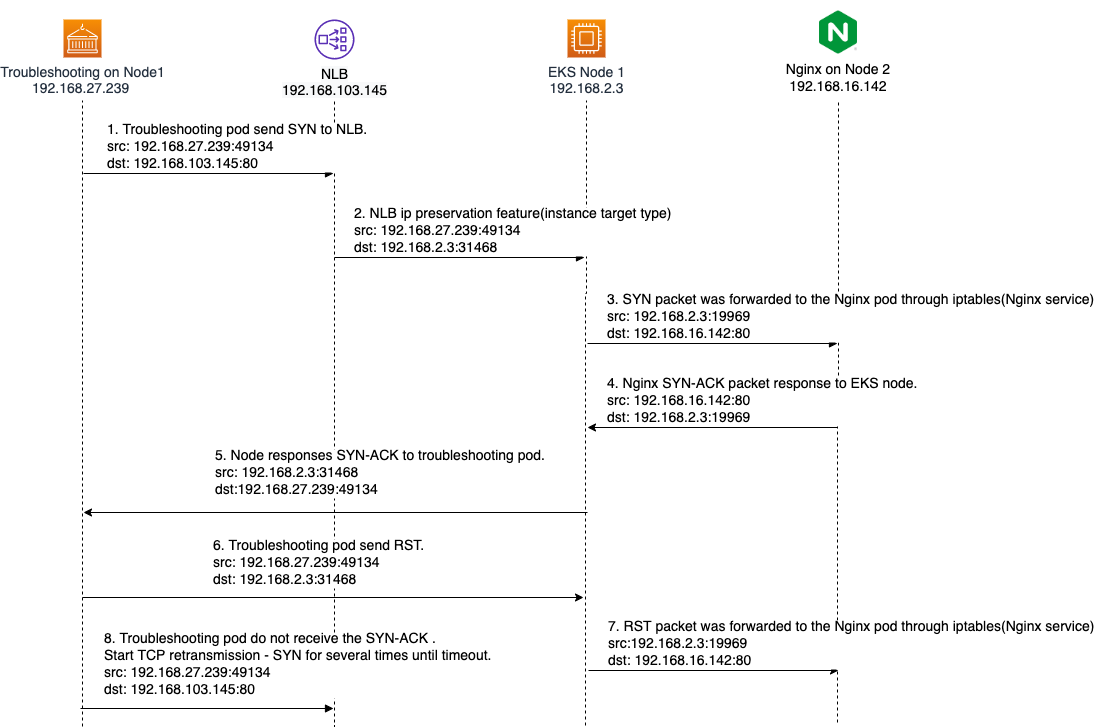 Troubleshooting on Node1
192.168.27.239
NLB
192.168.103.145
EKS Node 1
192.168.2.3
N
Nginx on Node 2
192.168.16.142
1. Troubleshooting pod send SYN to NLB.
src: 192.168.27.239:49134
dst: 192.168.103.145:80
2. NLB ip preservation feature(instance target type)
src: 192.168.27.239:49134
dst: 192.168.2.3:31468
3. SYN packet was forwarded to the Nginx pod through iptables(Nginx service)
src: 192.168.2.3:19969
dst: 192.168.16.142:80
4. Nginx SYN-ACK packet response to EKS node.
src: 192.168.16.142:80
dst: 192.168.2.3:19969
5. Node responses SYN-ACK to troubleshooting pod.
src: 192.168.2.3:31468
dst:192.168.27.239:49134
6. Troubleshooting pod send RST.
src: 192.168.27.239:49134
dst: 192.168.2.3:31468
7. RST packet was forwarded to the Nginx pod through iptables(Nginx service)
src:192.168.2.3:19969
dst: 192.168.16.142:80
8. Troubleshooting pod do not receive the SYN-ACK .
Start TCP retransmission - SYN for several times until timeout.
src: 192.168.27.239:49134
dst: 192.168.103.145:80